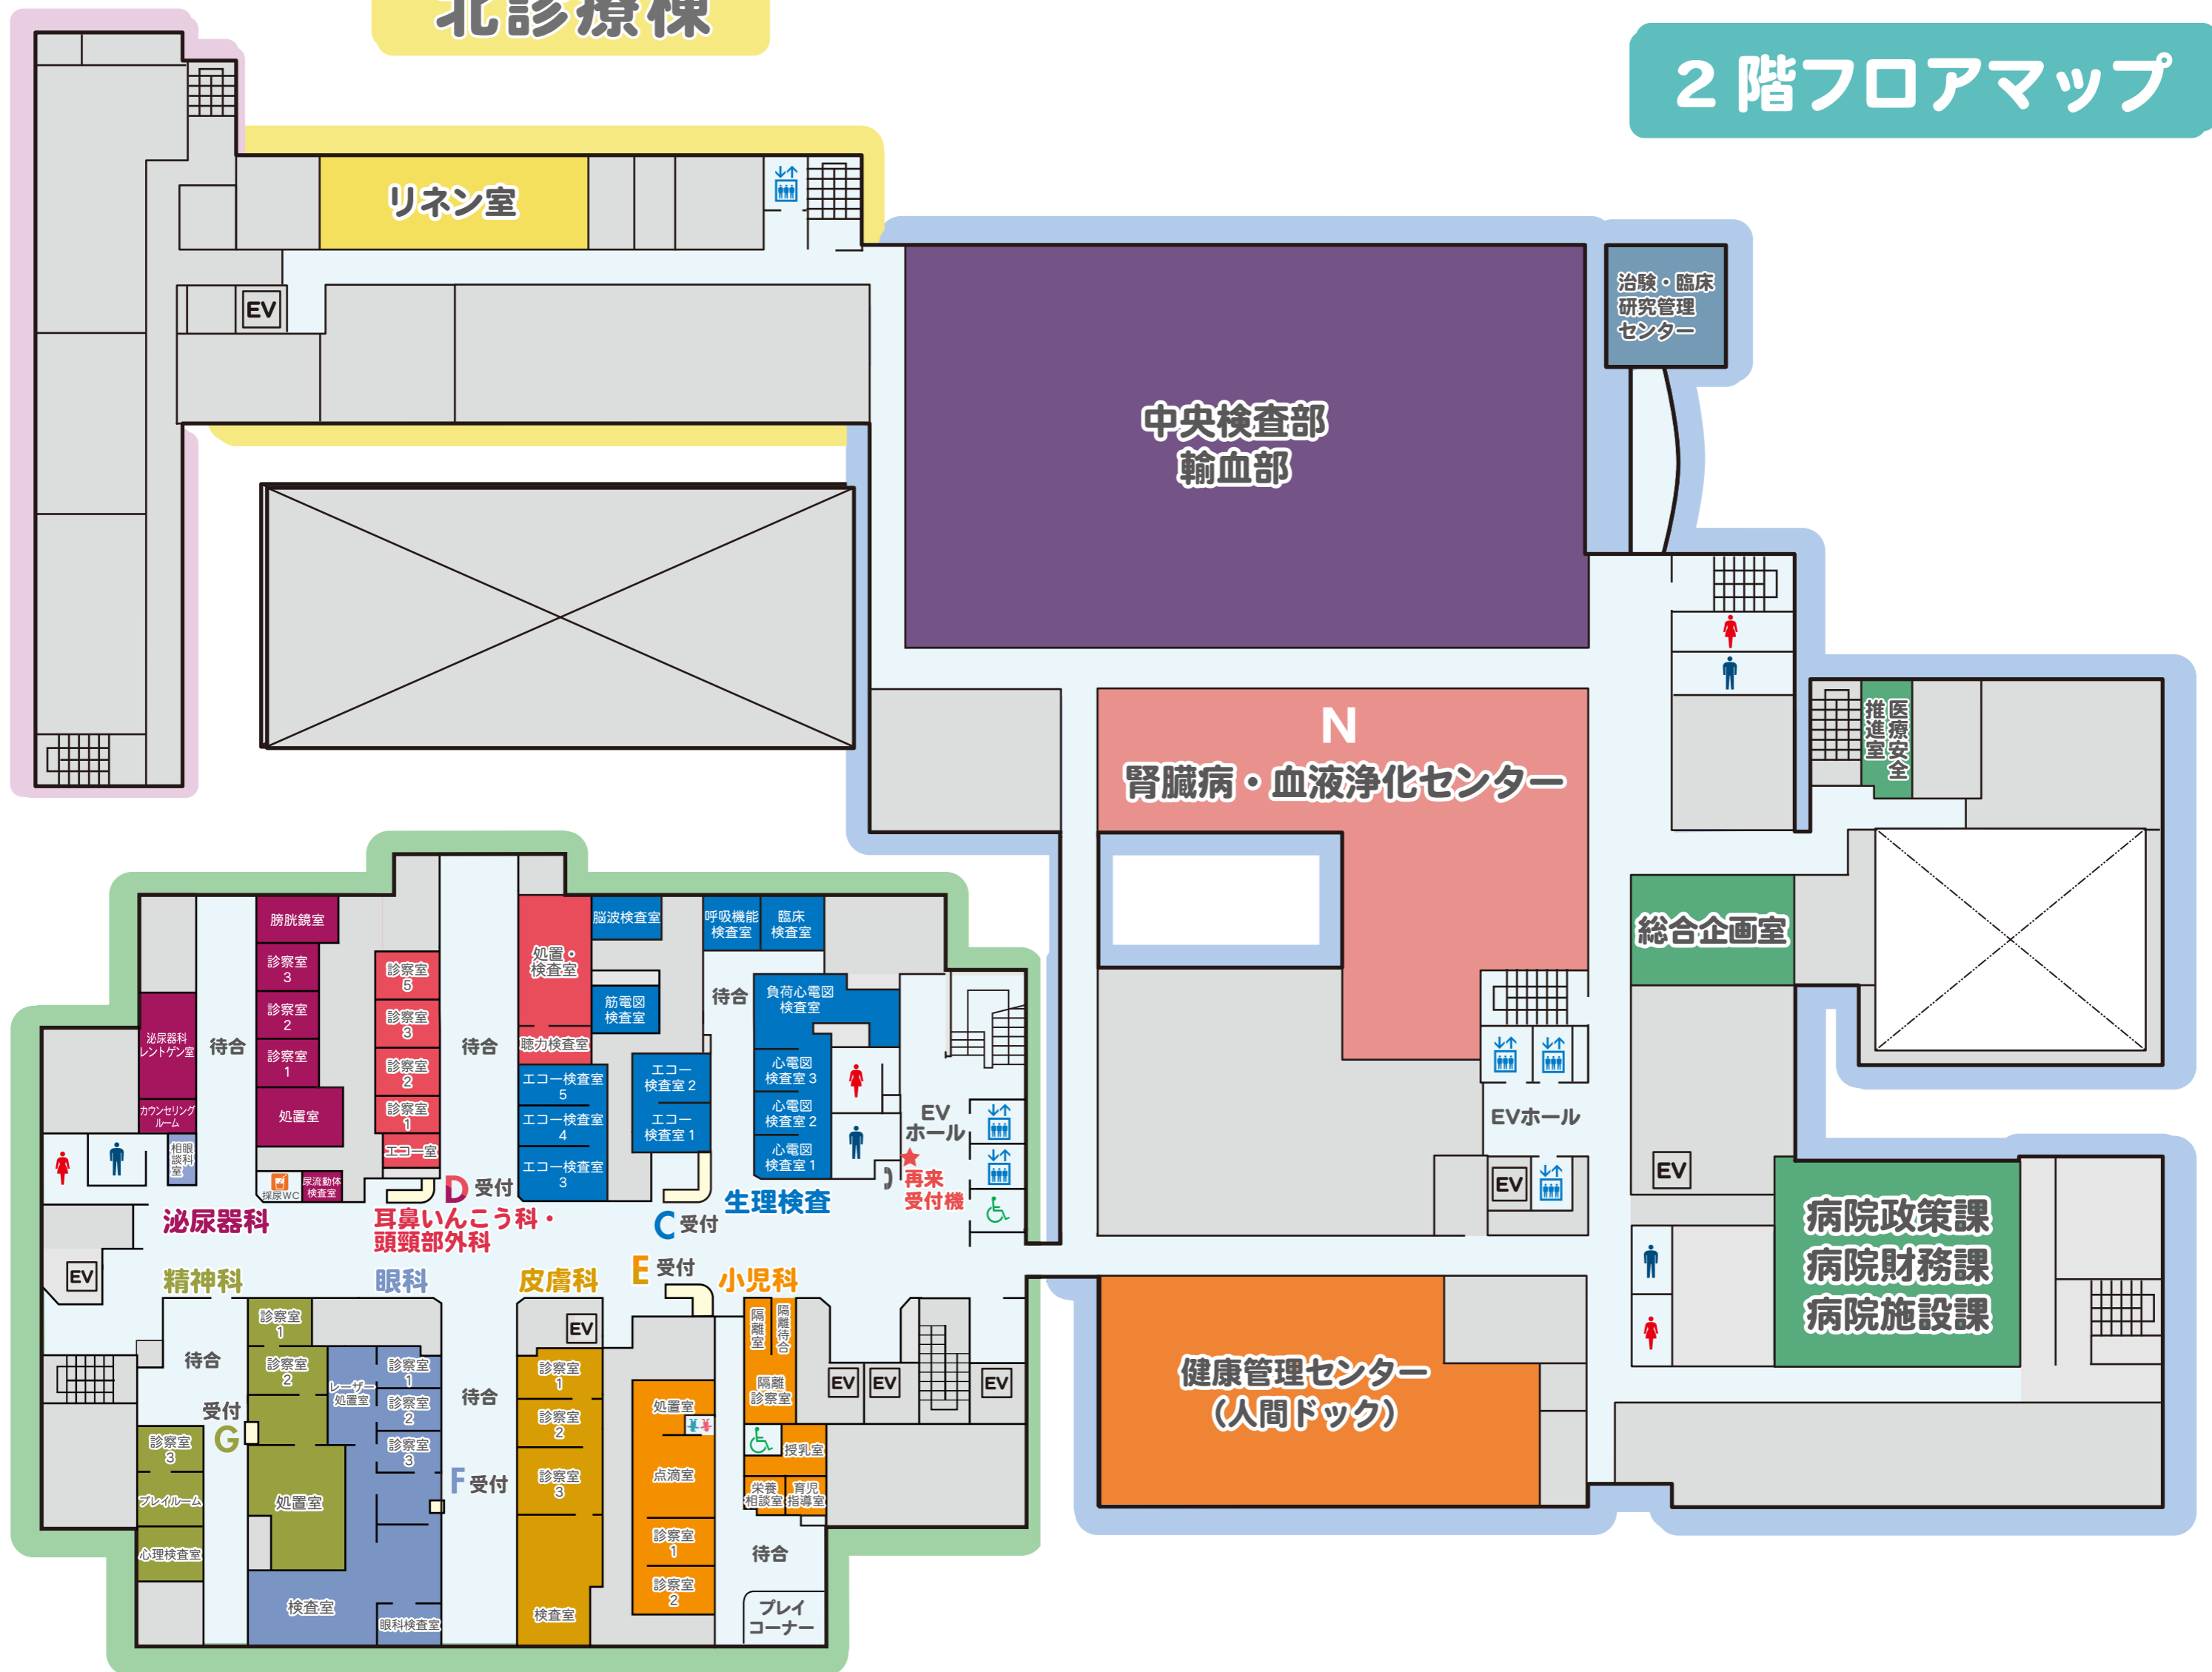 北診療棟
2階フロアマップ
リネン室
EV
治験・臨床
研究管理
センター
中央検査部
輸血部
N
腎臓病・血液浄化センター
医療安全
推進室
総合企画室
EVホール
EV
EV
病院政策課
病院財務課
病院施設課
健康管理センター
(人間ドック)
膀胱鏡室
診察室
3
診察室
2
診察室
1
処置室
泌尿器科
レントゲン室
カウンセリング
ルーム
眼科
相談室
待合
採尿WC
尿流動体
検査室
泌尿器科
診察室
5
診察室
3
診察室
2
診察室
1
エコー室
待合
D 受付
耳鼻いんこう科・
頭頸部外科
処置・
検査室
聴力検査室
脳波検査室
筋電図
検査室
エコー検査室
5
エコー検査室
4
エコー検査室
3
エコー
検査室 2
エコー
検査室 1
C 受付
呼吸機能
検査室
臨床
検査室
待合
負荷心電図
検査室
心電図
検査室 3
心電図
検査室 2
心電図
検査室 1
生理検査
EV
ホール
★
再来
受付機
EV
精神科
診察室
1
診察室
2
待合
受付
G
診察室
3
プレイルーム
心理検査室
処置室
眼科
レーザー
処置室
診察室
1
診察室
2
診察室
3
検査室
眼科検査室
待合
F 受付
皮膚科
EV
診察室
1
診察室
2
診察室
3
検査室
E 受付
小児科
処置室
点滴室
診察室
1
診察室
2
隔離室
隔離待合
隔離
診察室
授乳室
栄養
相談室
育児
指導室
待合
プレイ
コーナー
EV
EV
EV